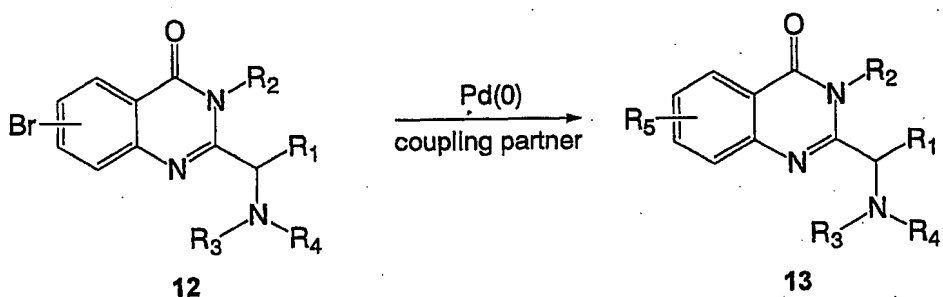 O
N
R₂
Br
N
R₁
N
R₃
R₄
12
Pd(0)
coupling partner
O
N
R₂
R₅
N
R₁
N
R₃
R₄
13